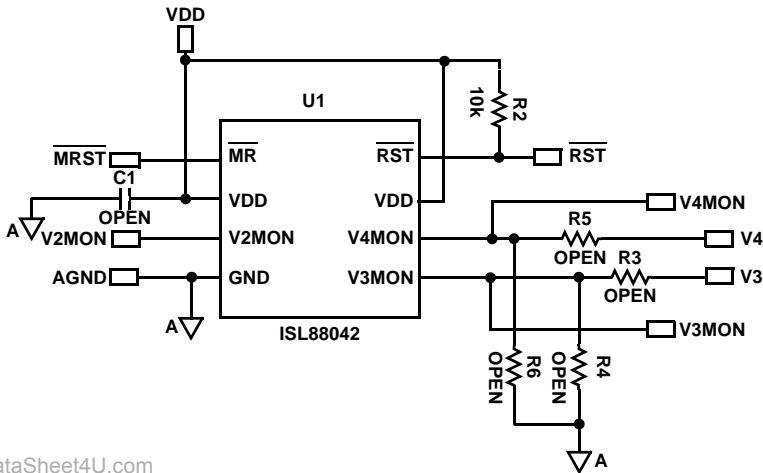 VDD
U1
10k
R2
MRST
MR
RST
RST
C1
VDD
VDD
OPEN
V4MON
A
V2MON
V2MON
V4MON
R5
V4
OPEN
R3
AGND
GND
V3MON
V3
OPEN
A
ISL88042
V3MON
OPEN
R6
OPEN
R4
A
ataSheet4U.com